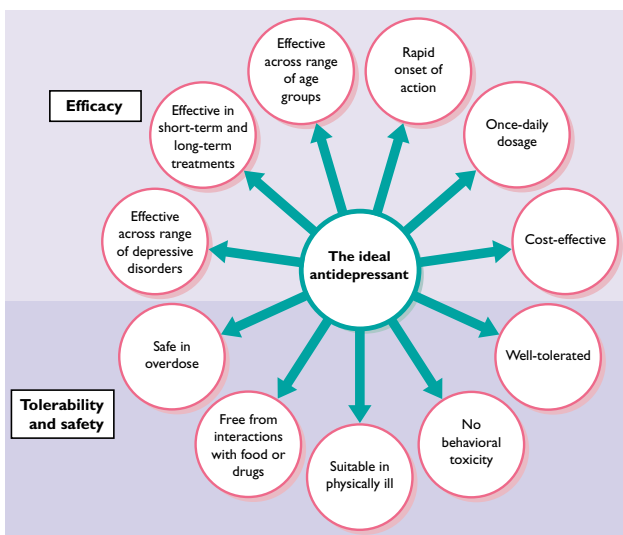 Efficacy
Effective
across range
of age
groups
Rapid
onset of
action
Effective in
short-term and
long-term
treatments
Once-daily
dosage
Effective
across range
of depressive
disorders
The ideal
antidepressant
Cost-effective
Safe in
overdose
Well-tolerated
Tolerability
and safety
Free from
interactions
with food or
drugs
Suitable in
physically ill
No
behavioral
toxicity